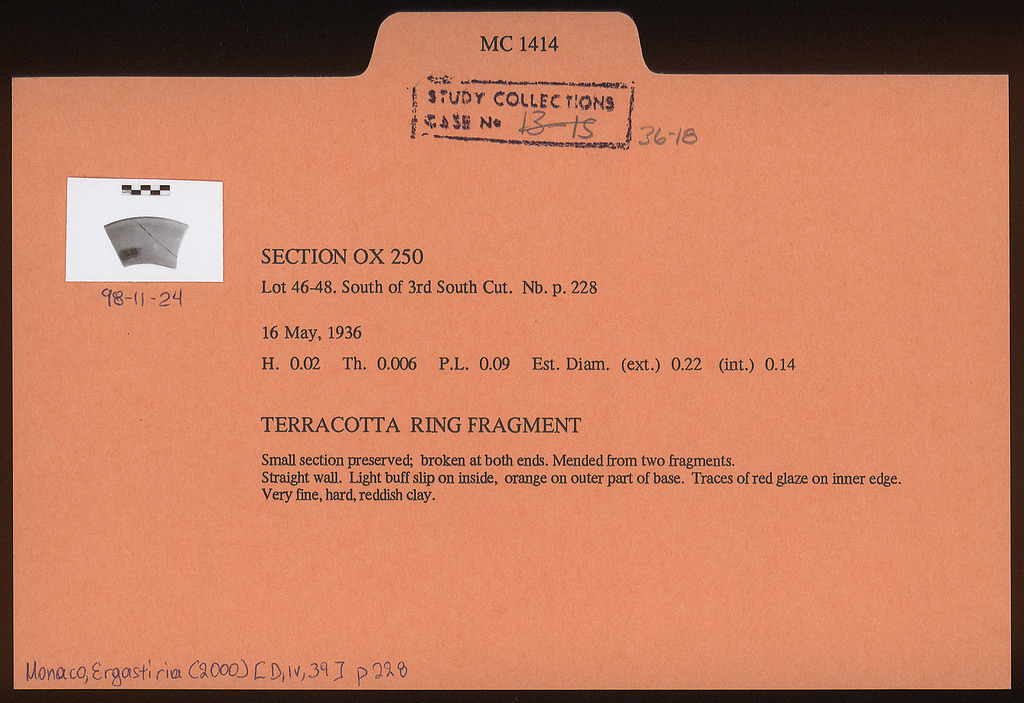 MC 1414
STUDY COLLECTIONS
CASE No 13-15
36-18
98-11-24
SECTION OX 250
Lot 46-48. South of 3rd South Cut. Nb. p. 228
16 May, 1936
H. 0.02 Th. 0.006 P.L. 0.09 Est. Diam. (ext.) 0.22 (int.) 0.14
TERRACOTTA RING FRAGMENT
Small section preserved; broken at both ends. Mended from two fragments.
Straight wall. Light buff slip on inside, orange on outer part of base. Traces of red glaze on inner edge.
Very fine, hard, reddish clay.
Monaco, Ergastiria (2000) [D,IV,39] p 228